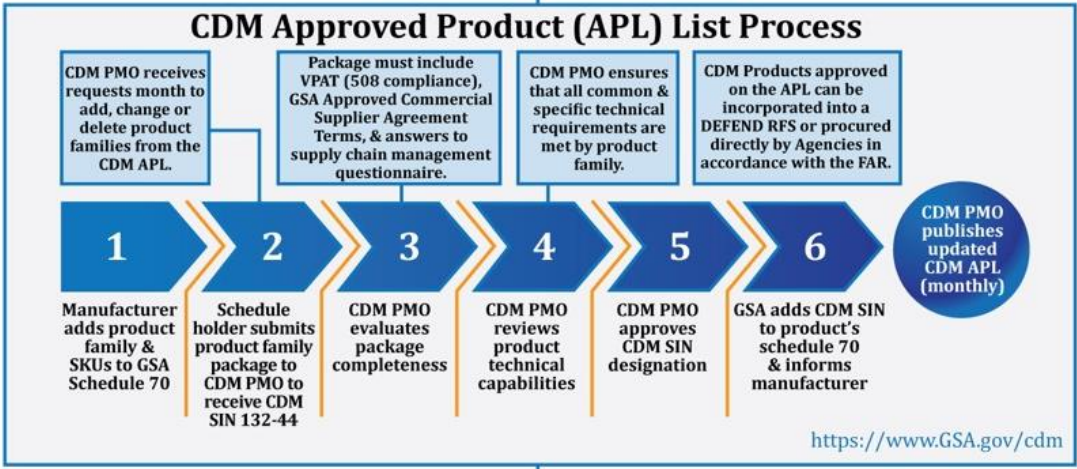 CDM Approved Product (APL) List Process
CDM PMO receives
requests month to
add, change or
delete product
families from the
CDM APL.
Package must include
VPAT (508 compliance),
GSA Approved Commercial
Supplier Agreement
Terms, & answers to
supply chain management
questionnaire.
CDM PMO ensures
that all common &
specific technical
requirements are
met by product
family.
CDM Products approved
on the APL can be
incorporated into a
DEFEND RFS or procured
directly by Agencies in
accordance with the FAR.
1
2
3
4
5
6
CDM PMO
publishes
updated
CDM APL
(monthly)
Manufacturer
adds product
family &
SKUs to GSA
Schedule 70
Schedule
holder submits
product family
package to
CDM PMO to
receive CDM
SIN 132-44
CDM PMO
evaluates
package
completeness
CDM PMO
reviews
product
technical
capabilities
CDM PMO
approves
CDM SIN
designation
GSA adds CDM SIN
to product's
schedule 70
& informs
manufacturer
https://www.GSA.gov/cdm